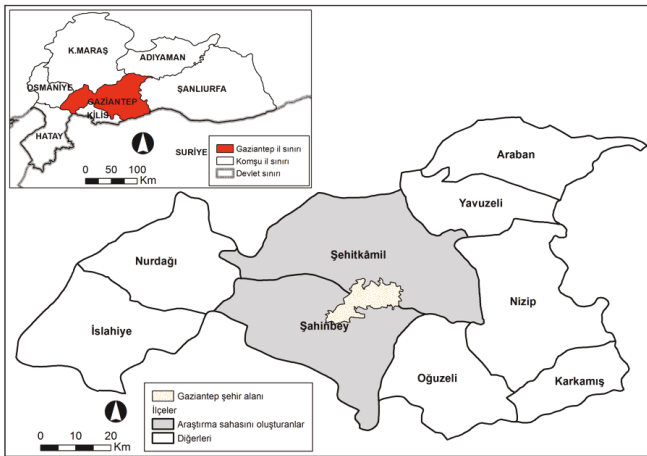 K.MARAŞ
ADIYAMAN
OSMANİYE
GAZİANTEP
ŞANLIURFA
KİLİS
HATAY
SURİYE
0 50 100
Km
Gaziantep il sınırı
Komşu il sınırı
Devlet sınırı
Araban
Yavuzeli
Şehitkâmil
Nurdağı
Nizip
İslahiye
Şahinbey
Oğuzeli
Karkamış
Gaziantep şehir alanı
İlçeler
Araştırma sahasını oluşturanlar
Diğerleri
0 10 20
Km